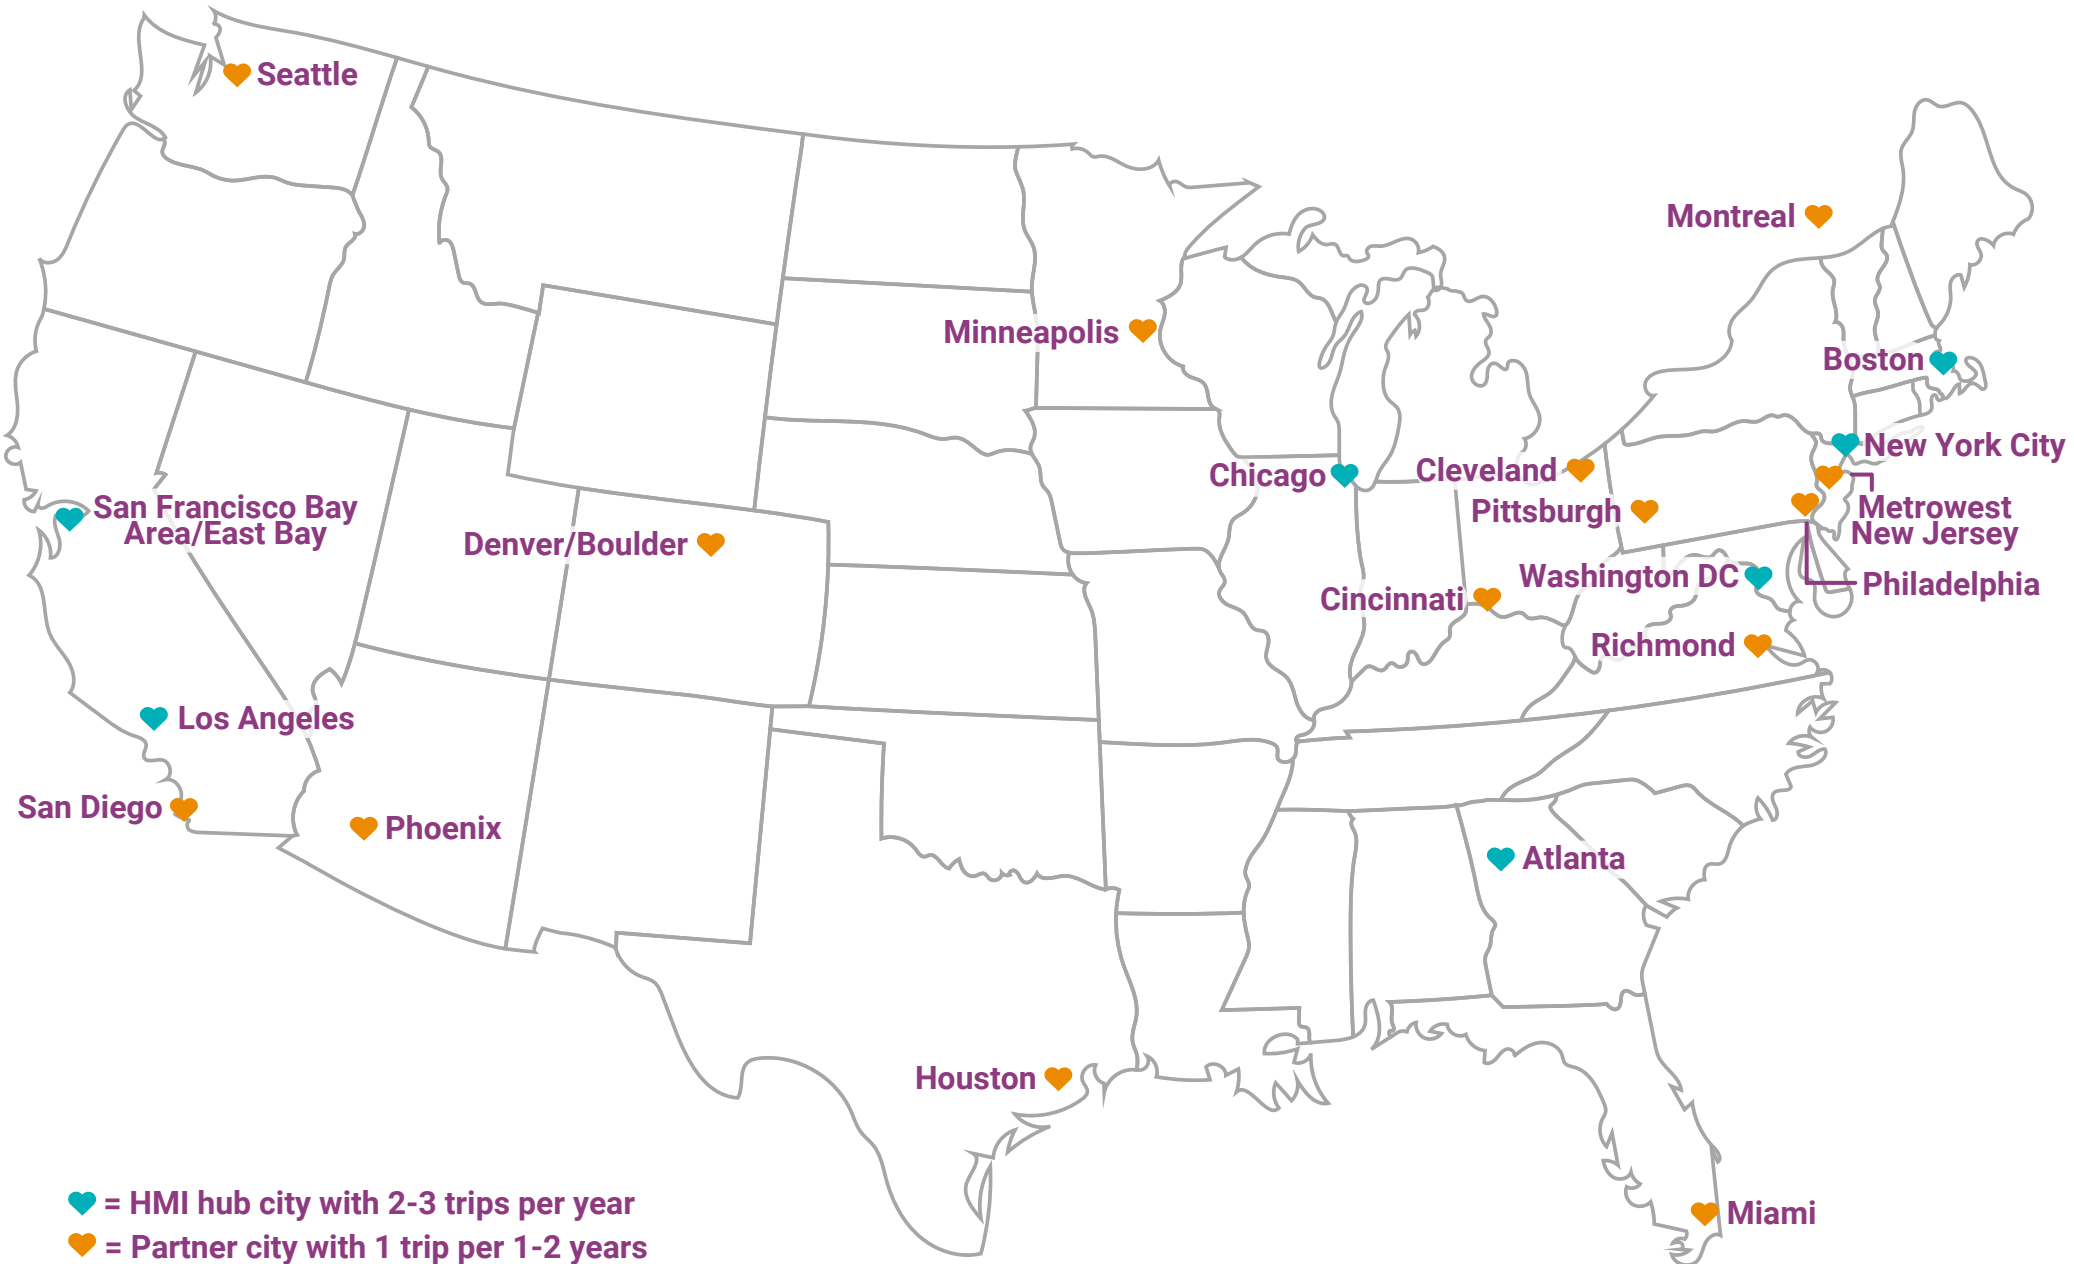 Seattle
Montreal
Minneapolis
Boston
New York City
Chicago
Cleveland
Pittsburgh
Metrowest
New Jersey
San Francisco Bay
Area/East Bay
Denver/Boulder
Washington DC
Philadelphia
Cincinnati
Richmond
Los Angeles
San Diego
Phoenix
Atlanta
Houston
Miami
= HMI hub city with 2-3 trips per year
= Partner city with 1 trip per 1-2 years